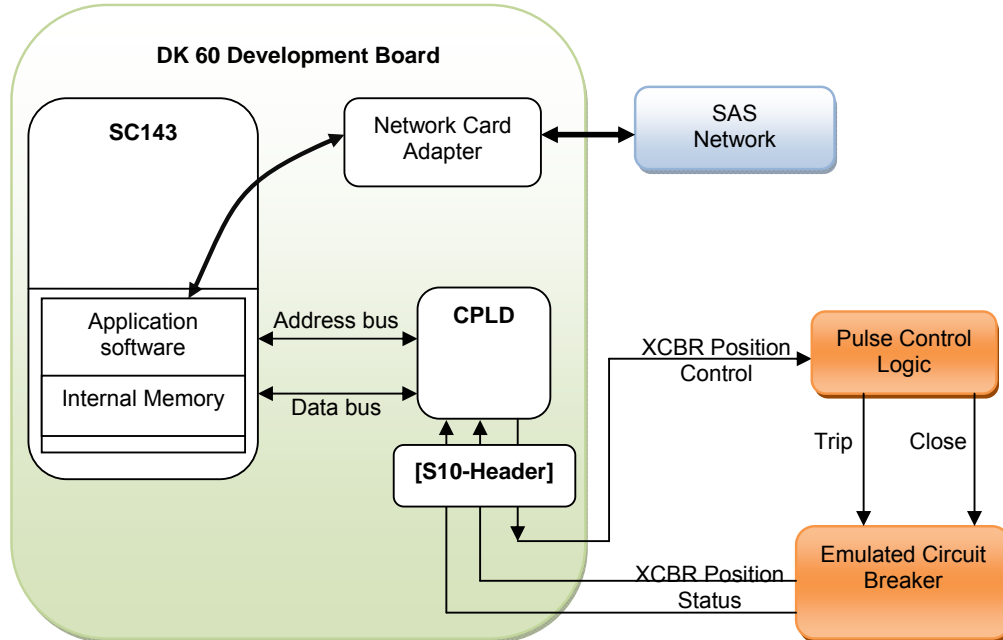 DK 60 Development Board
SC143
Network Card
Adapter
SAS
Network
Application
software
Internal Memory
Address bus
Data bus
CPLD
[S10-Header]
XCBR Position
Control
Pulse Control
Logic
Trip
Close
Emulated Circuit
Breaker
XCBR Position
Status